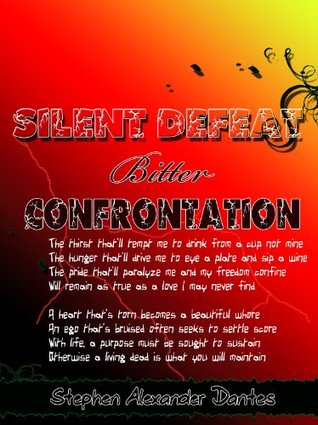 SILENT DEFEAT
Bitter
CONFRONTATION
The thirst that'll tempt me to drink from a cup not mine
The hunger that'll drive me to eye a plate and sip a wine
The pride that'll paralyze me and my freedom confine
Will remain as true as a love I may never find
A heart that's torn becomes a beautiful whore
An ego that's bruised often seeks to settle score
With life, a purpose must be sought to sustain
Otherwise a living dead is what you will maintain
Stephen Alexander Dantes